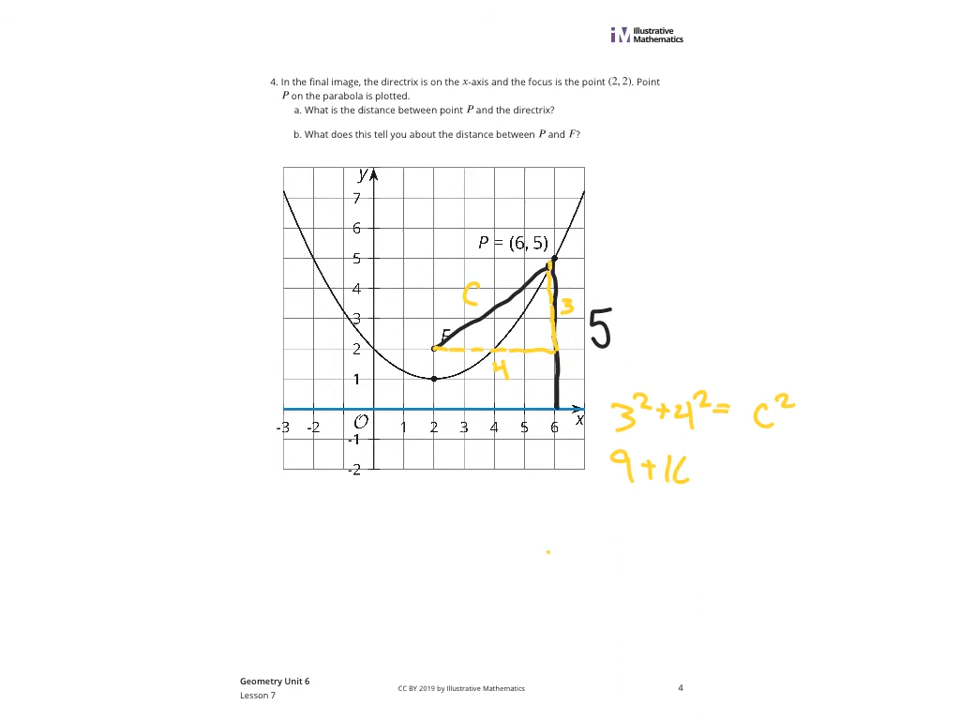 Illustrative
Mathematics
4. In the final image, the directrix is on the x-axis and the focus is the point (2, 2). Point
P on the parabola is plotted.
a. What is the distance between point P and the directrix?
b. What does this tell you about the distance between P and F?
y
7
6
P = (6, 5)
5
4
C
3
3
5
F
2
4
1
O
x
-3 -2 1 2 3 4 5 6
-1
-2
3² + 4² = c²
9 + 16
Geometry Unit 6
Lesson 7
CC BY 2019 by Illustrative Mathematics
4